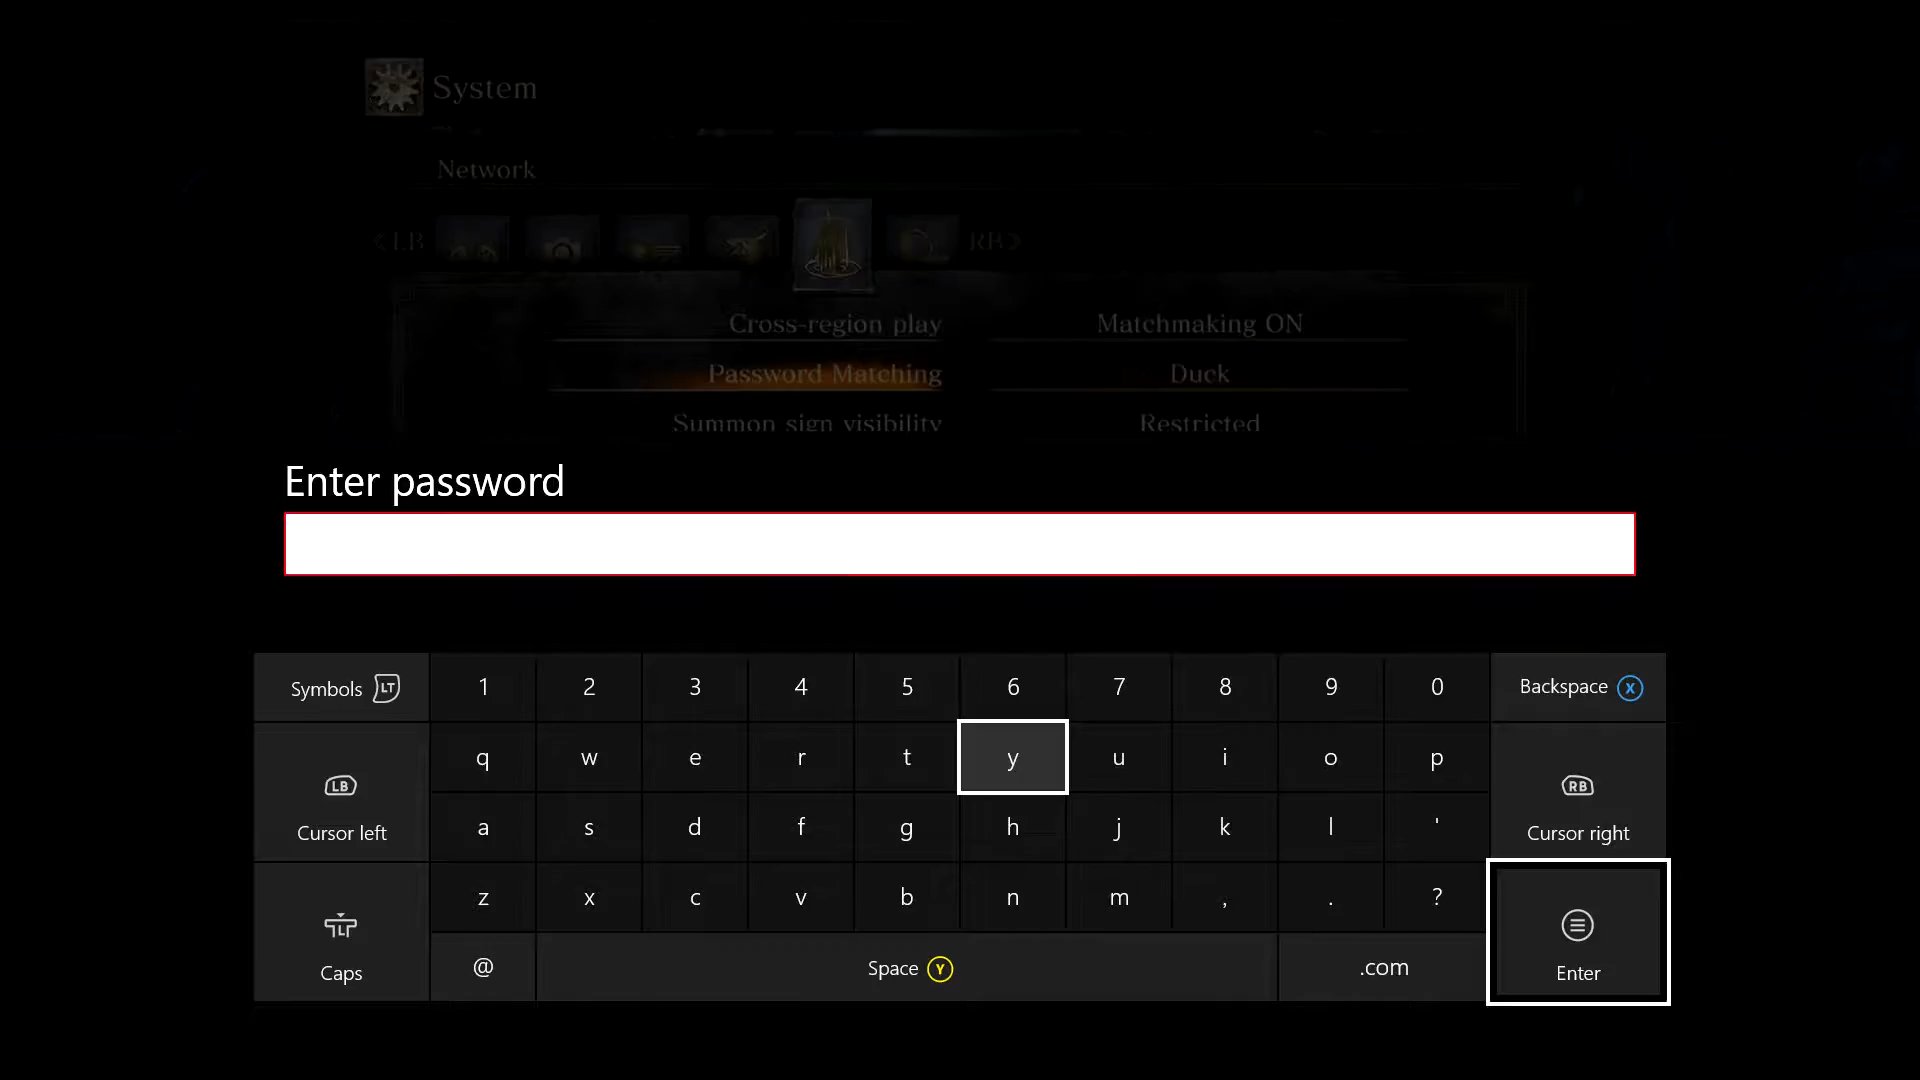 System
Network
<LB RB>
Cross-region play Matchmaking ON
Password Matching Duck
Summon sign visibility Restricted
Enter password
Symbols LT 1 2 3 4 5 6 7 8 9 0 Backspace X
q w e r t y u i o p
LB RB
Cursor left a s d f g h j k l ' Cursor right
z x c v b n m , . ?
Caps @ Space Y .com Enter